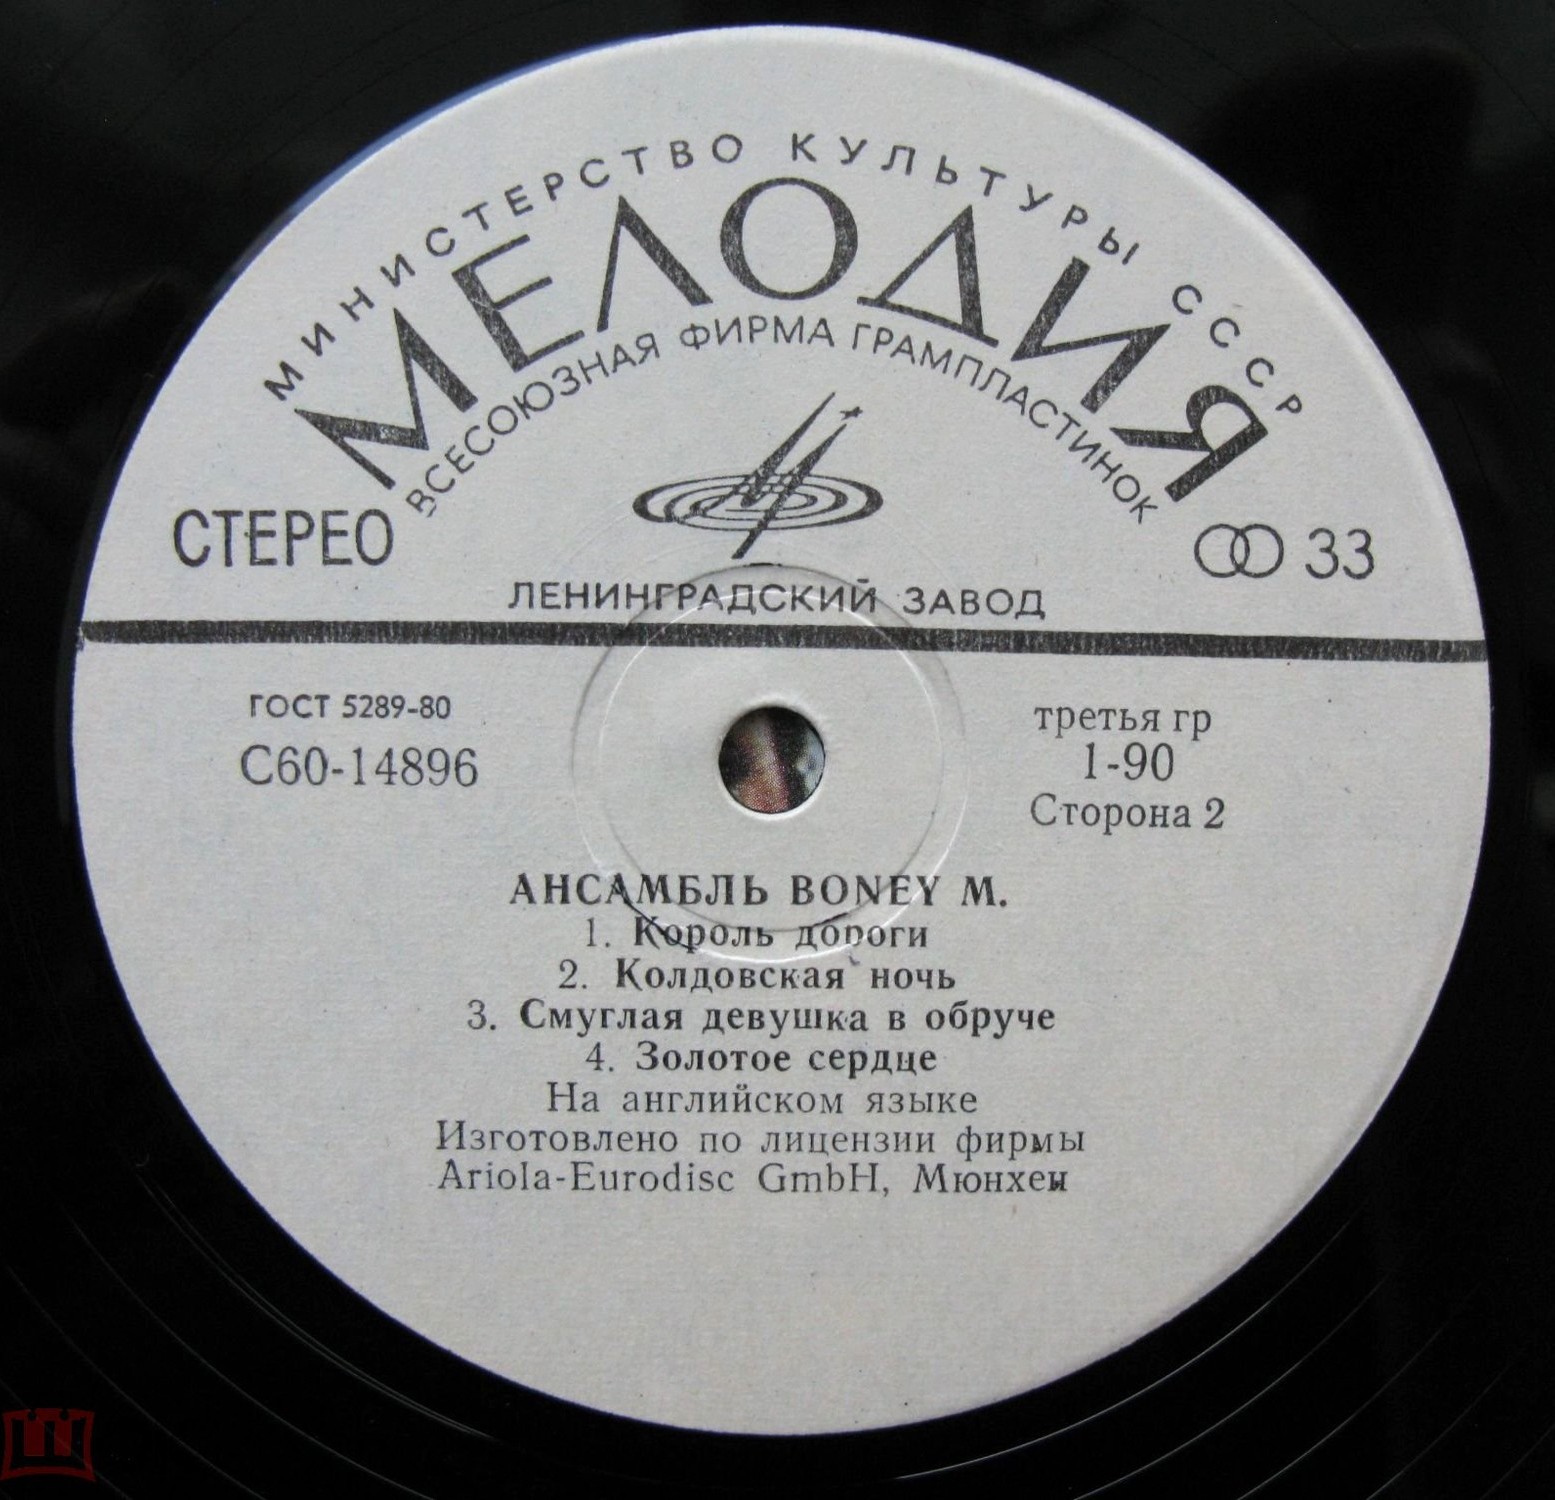 МИНИСТЕРСТВО КУЛЬТУРЫ СССР
МЕЛОДИЯ
ВСЕСОЮЗНАЯ ФИРМА ГРАМПЛАСТИНОК
СТЕРЕО
33
ЛЕНИНГРАДСКИЙ ЗАВОД
ГОСТ 5289-80
С60-14896
третья гр
1-90
Сторона 2
АНСАМБЛЬ BONEY M.
1. Король дороги
2. Колдовская ночь
3. Смуглая девушка в обруче
4. Золотое сердце
На английском языке
Изготовлено по лицензии фирмы
Ariola-Eurodisc GmbH, Мюнхен